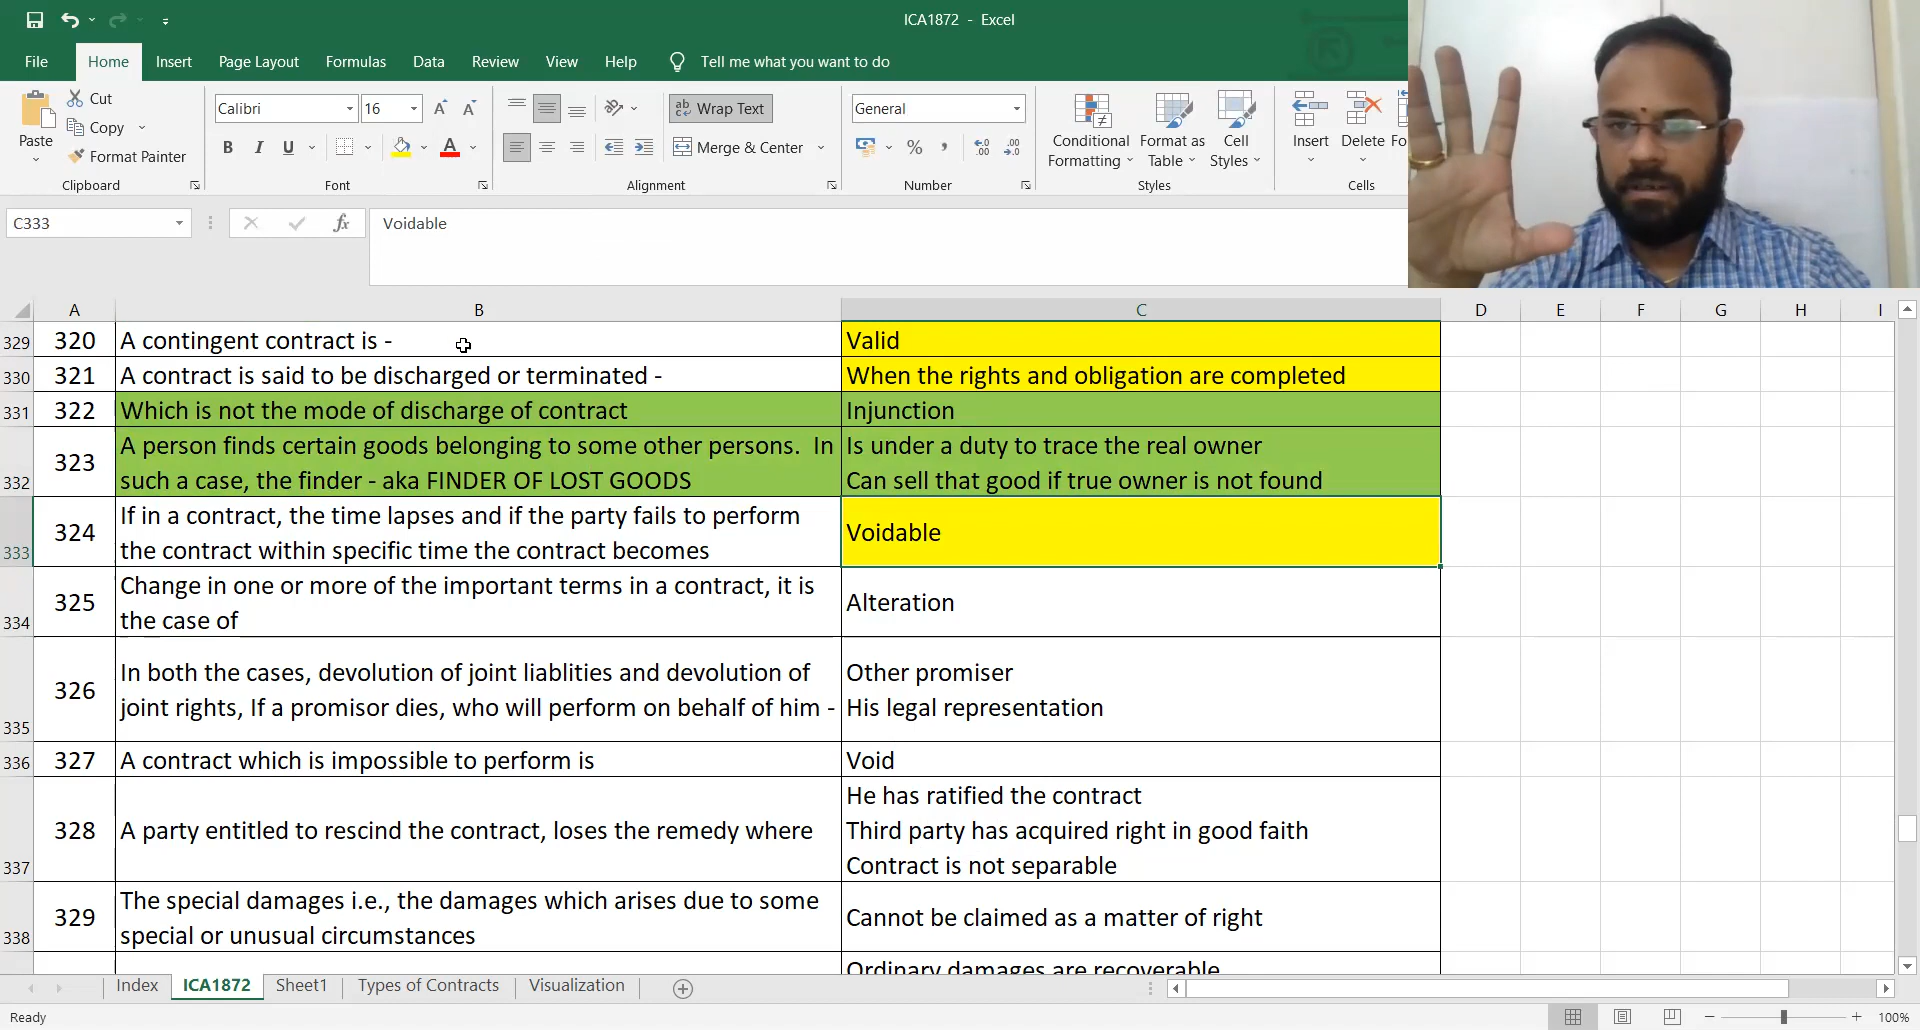 ICA1872 - Excel
File Home Insert Page Layout Formulas Data Review View Help Tell me what you want to do
Paste
Cut
Copy
Format Painter
Clipboard
Calibri 16
B I U
Font
Wrap Text
Merge & Center
Alignment
General
Number
Conditional Formatting
Format as Table
Cell Styles
Styles
Insert Delete Fo
Cells
C333 fx Voidable
A B C D E F G H I
329 320 A contingent contract is - Valid
330 321 A contract is said to be discharged or terminated - When the rights and obligation are completed
331 322 Which is not the mode of discharge of contract Injunction
332 323 A person finds certain goods belonging to some other persons. In
such a case, the finder - aka FINDER OF LOST GOODS
Is under a duty to trace the real owner
Can sell that good if true owner is not found
333 324 If in a contract, the time lapses and if the party fails to perform
the contract within specific time the contract becomes
Voidable
334 325 Change in one or more of the important terms in a contract, it is
the case of
Alteration
335 326 In both the cases, devolution of joint liablities and devolution of
joint rights, If a promisor dies, who will perform on behalf of him -
Other promiser
His legal representation
336 327 A contract which is impossible to perform is Void
337 328 A party entitled to rescind the contract, loses the remedy where
He has ratified the contract
Third party has acquired right in good faith
Contract is not separable
338 329 The special damages i.e., the damages which arises due to some
special or unusual circumstances
Cannot be claimed as a matter of right
Ordinary damages are recoverable
Index ICA1872 Sheet1 Types of Contracts Visualization
Ready 100%